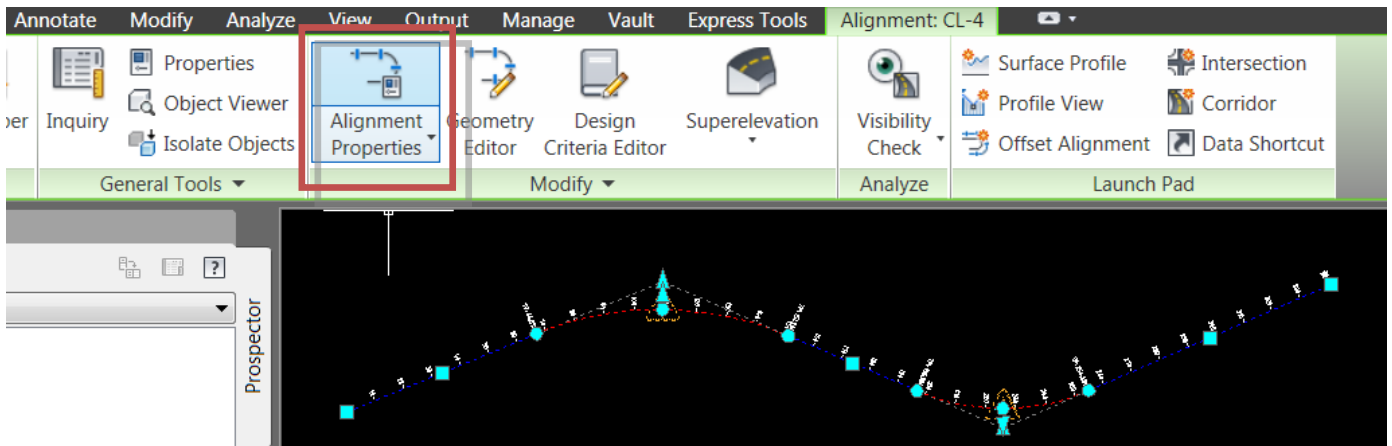 Annotate Modify Analyze View Output Manage Vault Express Tools Alignment: CL-4
Inquiry
Properties
Object Viewer
Isolate Objects
General Tools
Alignment
Properties
Geometry
Editor
Design
Criteria Editor
Superelevation
Modify
Visibility
Check
Analyze
Surface Profile
Profile View
Offset Alignment
Intersection
Corridor
Data Shortcut
Launch Pad
?
Prospector